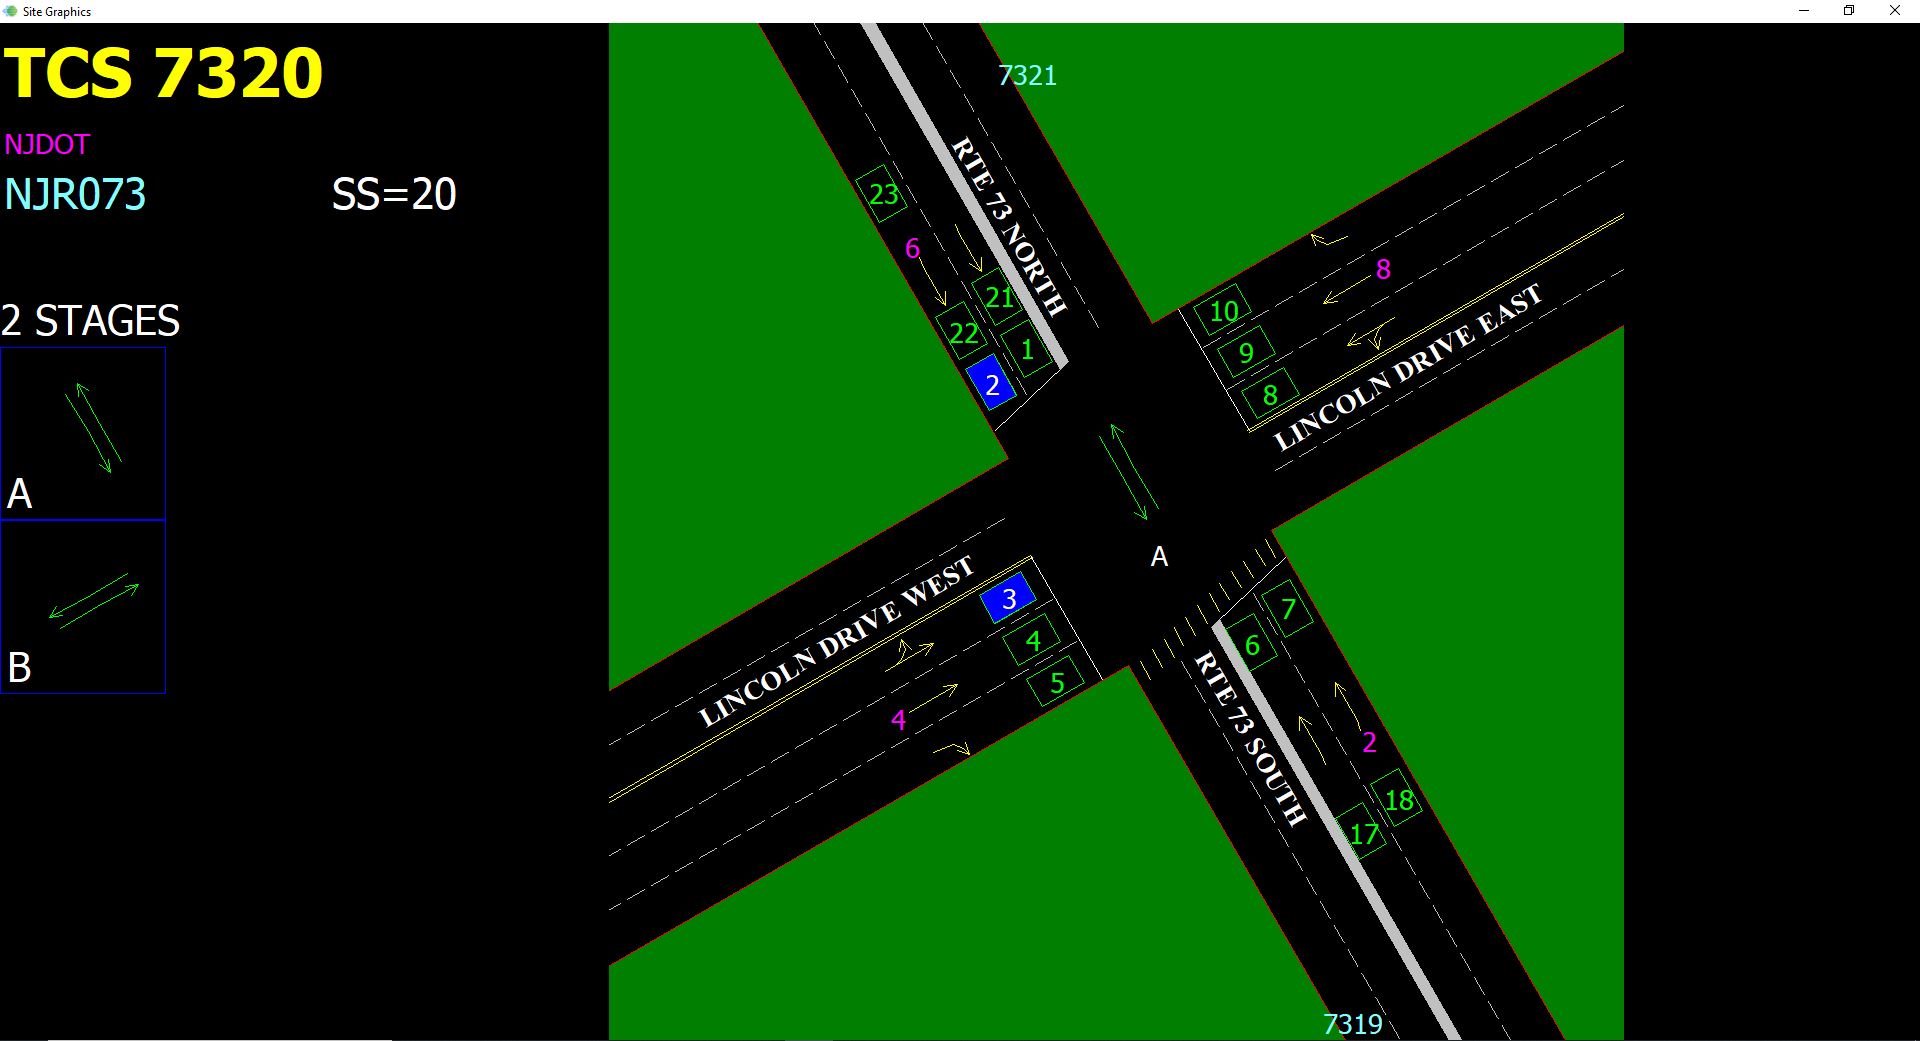 Site Graphics
TCS 7320
NJDOT
NJR073 SS=20
2 STAGES
A
B
7321
RTE 73 NORTH
23
6
21
22
1
2
8
10
9
8
LINCOLN DRIVE EAST
A
LINCOLN DRIVE WEST
3
4
5
4
7
6
RTE 73 SOUTH
2
18
17
7319